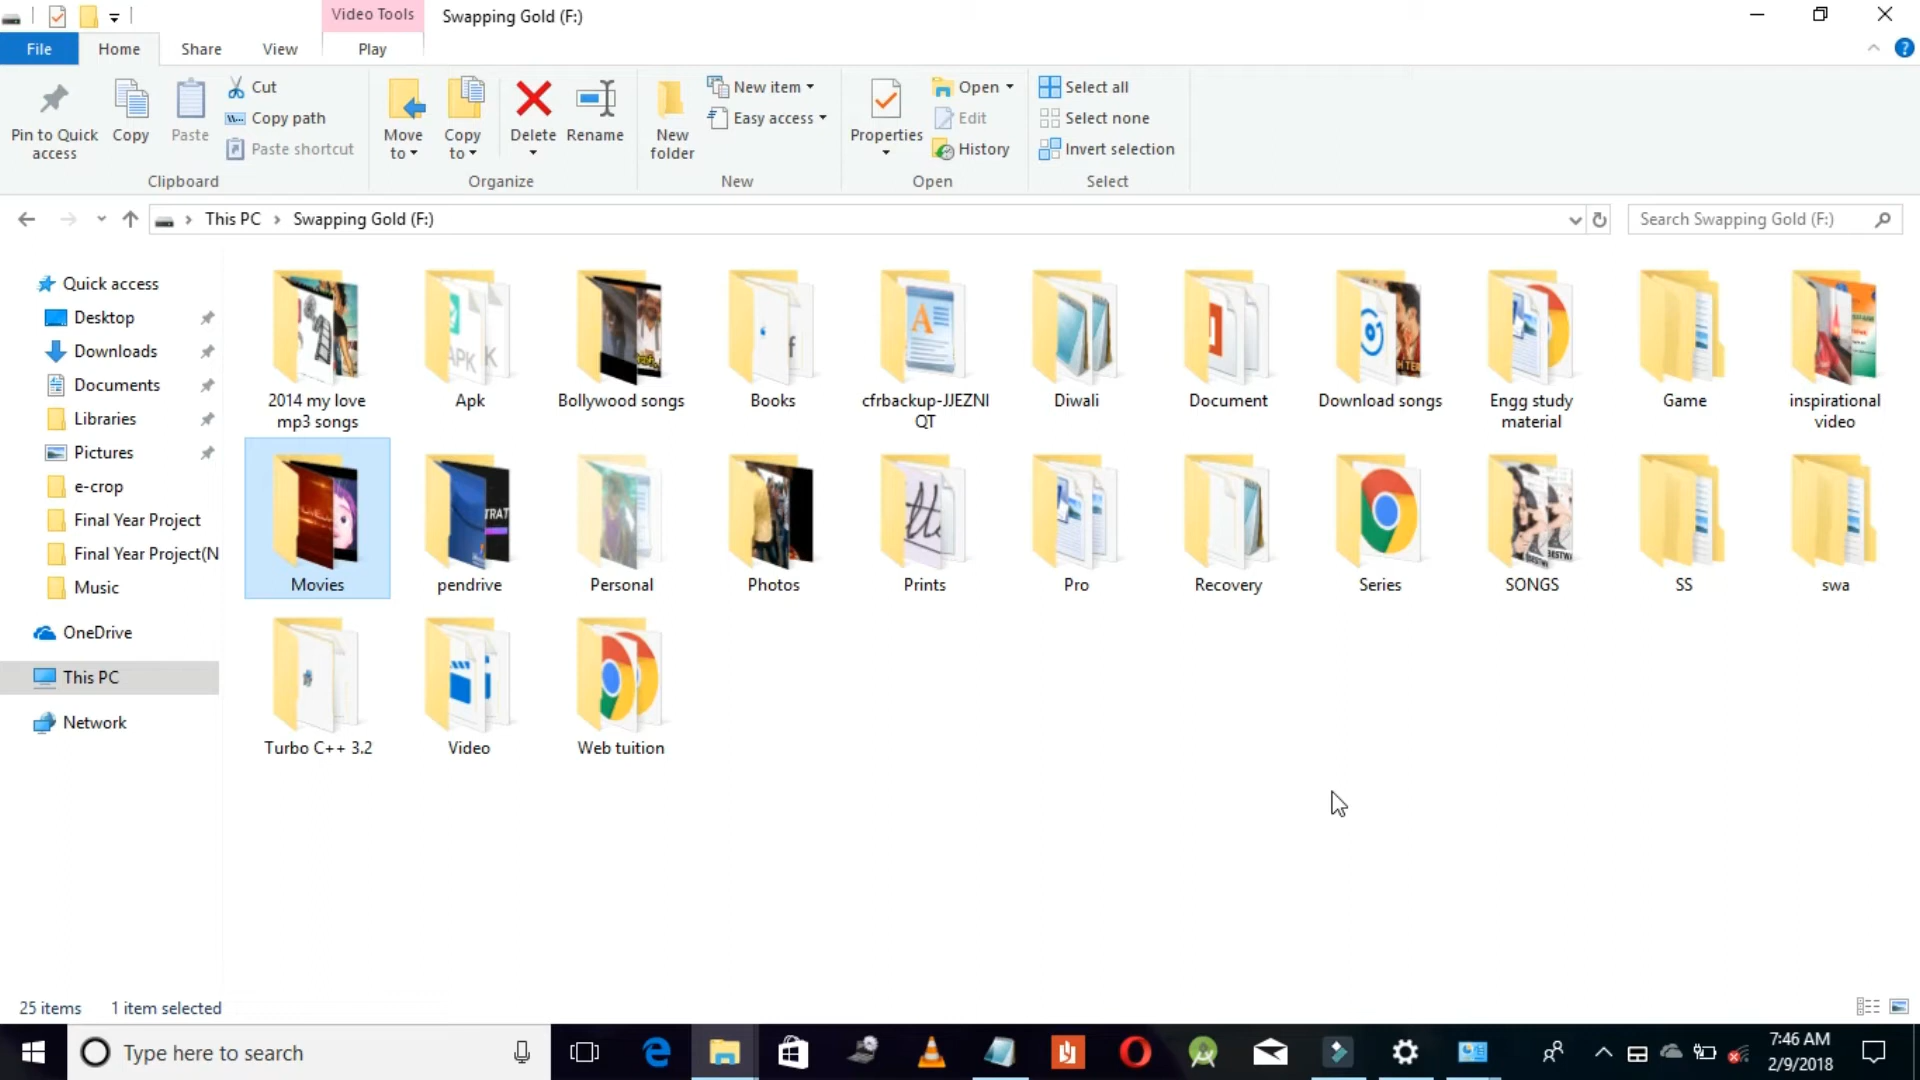 Video Tools
Swapping Gold (F:)
File
Home
Share
View
Play
Pin to Quick
access
Copy
Paste
Cut
Copy path
Paste shortcut
Clipboard
Move
to
Copy
to
Delete
Rename
Organize
New
folder
New item
Easy access
New
Properties
Open
Edit
History
Open
Select all
Select none
Invert selection
Select
This PC
Swapping Gold (F:)
Search Swapping Gold (F:)
Quick access
Desktop
Downloads
Documents
Libraries
Pictures
e-crop
Final Year Project
Final Year Project(N
Music
OneDrive
This PC
Network
2014 my love
mp3 songs
Apk
Bollywood songs
Books
cfrbackup-JJEZNI
QT
Diwali
Document
Download songs
Engg study
material
Game
inspirational
video
Movies
pendrive
Personal
Photos
Prints
Pro
Recovery
Series
SONGS
SS
swa
Turbo C++ 3.2
Video
Web tuition
25 items
1 item selected
Type here to search
7:46 AM
2/9/2018